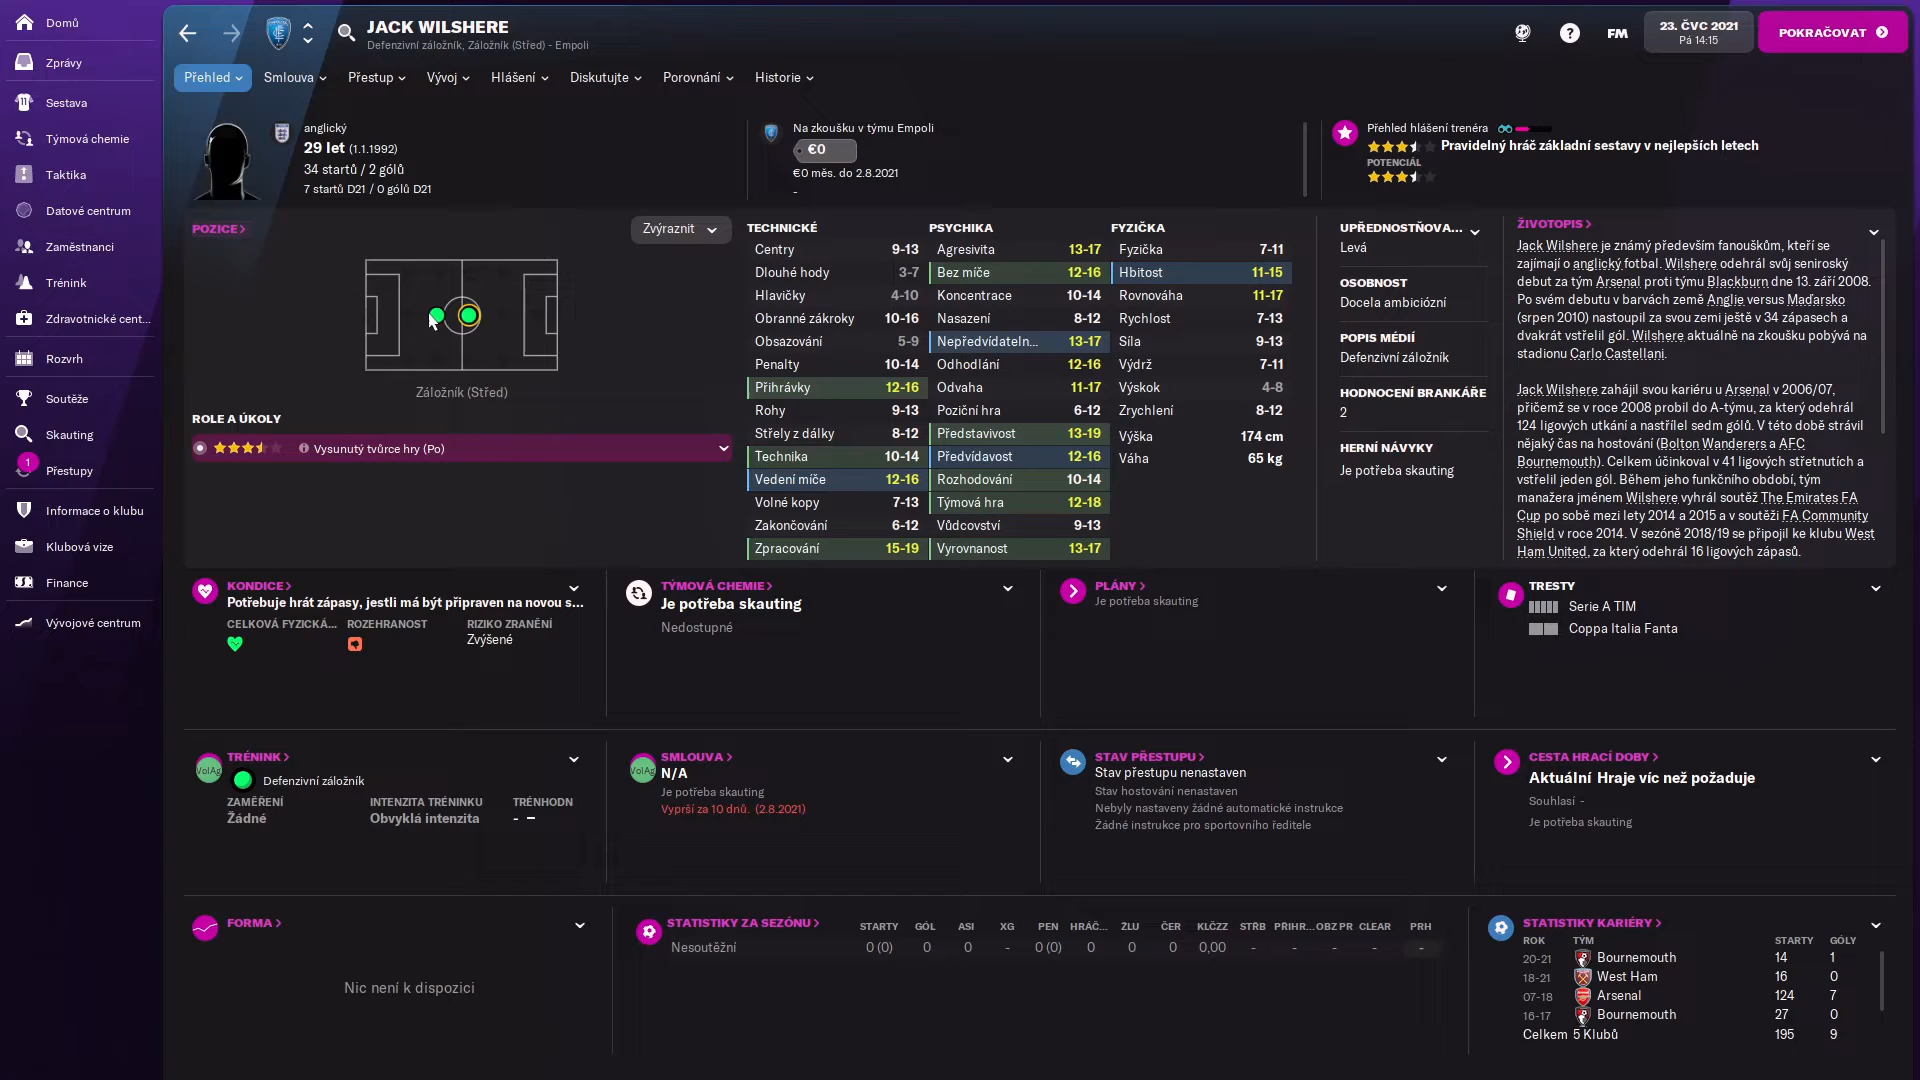 Domů
Zprávy
Sestava
Týmová chemie
Taktika
Datové centrum
Zaměstnanci
Trénink
Zdravotnické cent...
Rozvrh
Soutěže
Skauting
1
Přestupy
Informace o klubu
Klubová vize
Finance
Vývojové centrum
JACK WILSHERE
Defenzivní záložník, Záložník (Střed) - Empoli
FM
23. ČVC 2021
Pá 14:15
POKRAČOVAT
Přehled
Smlouva
Přestup
Vývoj
Hlášení
Diskutujte
Porovnání
Historie
anglický
29 let (1.1.1992)
34 startů / 2 gólů
7 startů D21 / 0 gólů D21
Na zkoušku v týmu Empoli
€0
€0 měs. do 2.8.2021
-
Přehled hlášení trenéra
Pravidelný hráč základní sestavy v nejlepších letech
POTENCIÁL
POZICE
Zvýraznit
Záložník (Střed)
ROLE A ÚKOLY
Vysunutý tvůrce hry (Po)
TECHNICKÉ
Centry 9-13
Dlouhé hody 3-7
Hlavičky 4-10
Obranné zákroky 10-16
Obsazování 5-9
Penalty 10-14
Přihrávky 12-16
Rohy 9-13
Střely z dálky 8-12
Technika 10-14
Vedení míče 12-16
Volné kopy 7-13
Zakončování 6-12
Zpracování 15-19
PSYCHIKA
Agresivita 13-17
Bez míče 12-16
Koncentrace 10-14
Nasazení 8-12
Nepředvídateln... 13-17
Odhodlání 12-16
Odvaha 11-17
Poziční hra 6-12
Představivost 13-19
Předvídavost 12-16
Rozhodování 10-14
Týmová hra 12-18
Vůdcovství 9-13
Vyrovnanost 13-17
FYZIČKA
Fyzička 7-11
Hbitost 11-15
Rovnováha 11-17
Rychlost 7-13
Síla 9-13
Výdrž 7-11
Výskok 4-8
Zrychlení 8-12
Výška 174 cm
Váha 65 kg
UPŘEDNOSTŇOVA...
Levá
OSOBNOST
Docela ambiciózní
POPIS MÉDIÍ
Defenzivní záložník
HODNOCENÍ BRANKÁŘE
2
HERNÍ NÁVYKY
Je potřeba skauting
ŽIVOTOPIS
Jack Wilshere je známý především fanouškům, kteří se
zajímají o anglický fotbal. Wilshere odehrál svůj seniroský
debut za tým Arsenal proti týmu Blackburn dne 13. září 2008.
Po svém debutu v barvách země Anglie versus Maďarsko
(srpen 2010) nastoupil za svou zemi ještě v 34 zápasech a
dvakrát vstřelil gól. Wilshere aktuálně na zkoušku pobývá na
stadionu Carlo Castellani.
Jack Wilshere zahájil svou kariéru u Arsenal v 2006/07,
přičemž se v roce 2008 probil do A-týmu, za který odehrál
124 ligových utkání a nastřílel sedm gólů. V této době strávil
nějaký čas na hostování (Bolton Wanderers a AFC
Bournemouth). Celkem účinkoval v 41 ligových střetnutích a
vstřelil jeden gól. Během jeho funkčního období, tým
manažera jménem Wilshere vyhrál soutěž The Emirates FA
Cup po sobě mezi lety 2014 a 2015 a v soutěži FA Community
Shield v roce 2014. V sezóně 2018/19 se připojil ke klubu West
Ham United, za který odehrál 16 ligových zápasů.
KONDICE
Potřebuje hrát zápasy, jestli má být připraven na novou s...
CELKOVÁ FYZICKÁ... ROZEHRANOST RIZIKO ZRANĚNÍ
Zvýšené
TÝMOVÁ CHEMIE
Je potřeba skauting
Nedostupné
PLÁNY
Je potřeba skauting
TRESTY
Serie A TIM
Coppa Italia Fanta
TRÉNINK
VolAg
Defenzivní záložník
ZAMĚŘENÍ INTENZITA TRÉNINKU TRÉNHODN
Žádné Obvyklá intenzita -
SMLOUVA
VolAg
N/A
Je potřeba skauting
Vyprší za 10 dnů. (2.8.2021)
STAV PŘESTUPU
Stav přestupu nenastaven
Stav hostování nenastaven
Nebyly nastaveny žádné automatické instrukce
Žádné instrukce pro sportovního ředitele
CESTA HRACÍ DOBY
Aktuální Hraje víc než požaduje
Souhlasí -
Je potřeba skauting
FORMA
Nic není k dispozici
STATISTIKY ZA SEZÓNU STARTY GÓL ASI XG PEN HRÁČ... ŽLU ČER KLČZZ STŘB PŘIHR... OBZ PR CLEAR PRH
Nesoutěžní 0 (0) 0 0 - 0 (0) 0 0 0 0,00 - - - - -
STATISTIKY KARIÉRY
ROK TÝM STARTY GÓLY
20-21 Bournemouth 14 1
18-21 West Ham 16 0
07-18 Arsenal 124 7
16-17 Bournemouth 27 0
Celkem 5 Klubů 195 9